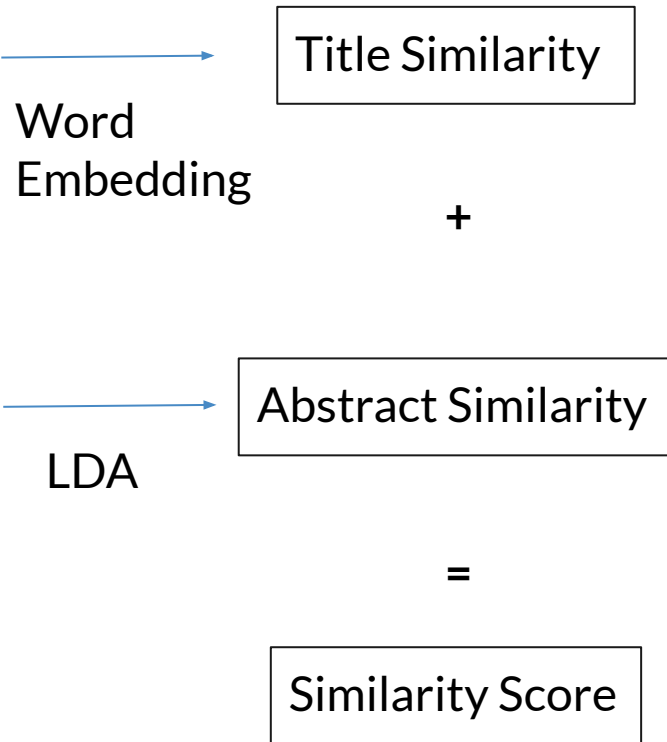 Title Similarity
Word
Embedding
+
Abstract Similarity
LDA
=
Similarity Score